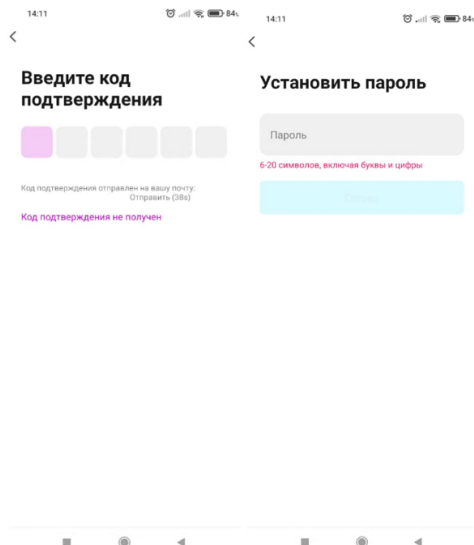 14:11
84
Введите код
подтверждения
Код подтверждения отправлен на вашу почту:
Отправить (38s)
Код подтверждения не получен
14:11
84
Установить пароль
Пароль
6-20 символов, включая буквы и цифры